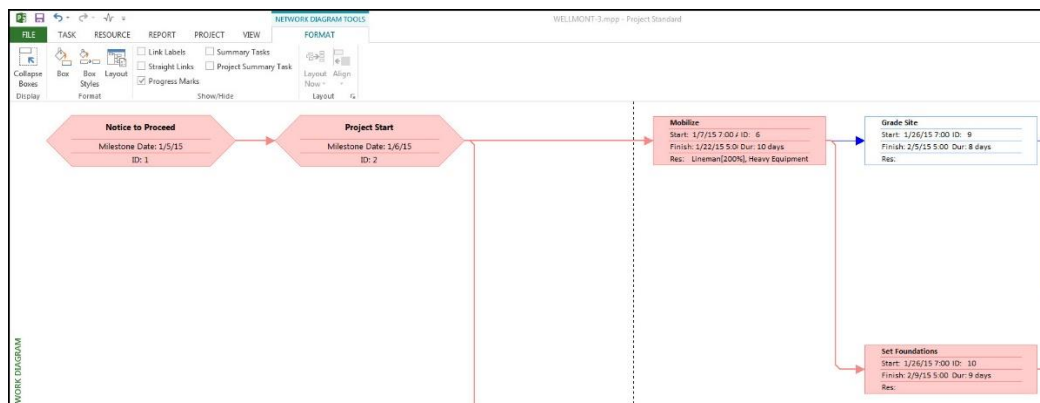 NETWORK DIAGRAM TOOLS
WELLMONT-3.mpp - Project Standard
FILE TASK RESOURCE REPORT PROJECT VIEW FORMAT
Collapse Boxes
Box
Box Styles
Layout
Link Labels
Straight Links
Progress Marks
Summary Tasks
Project Summary Task
Layout Now
Align
Display
Format
Show/Hide
Layout
Notice to Proceed
Milestone Date: 1/5/15
ID: 1
Project Start
Milestone Date: 1/6/15
ID: 2
Mobilize
Start: 1/7/15 7:00 A ID: 6
Finish: 1/22/15 5:0 Dur: 10 days
Res: Lineman[200%], Heavy Equipment
Grade Site
Start: 1/26/15 7:00 ID: 9
Finish: 2/5/15 5:00 Dur: 8 days
Res:
Set Foundations
Start: 1/26/15 7:00 ID: 10
Finish: 2/9/15 5:00 Dur: 9 days
Res:
WORK DIAGRAM